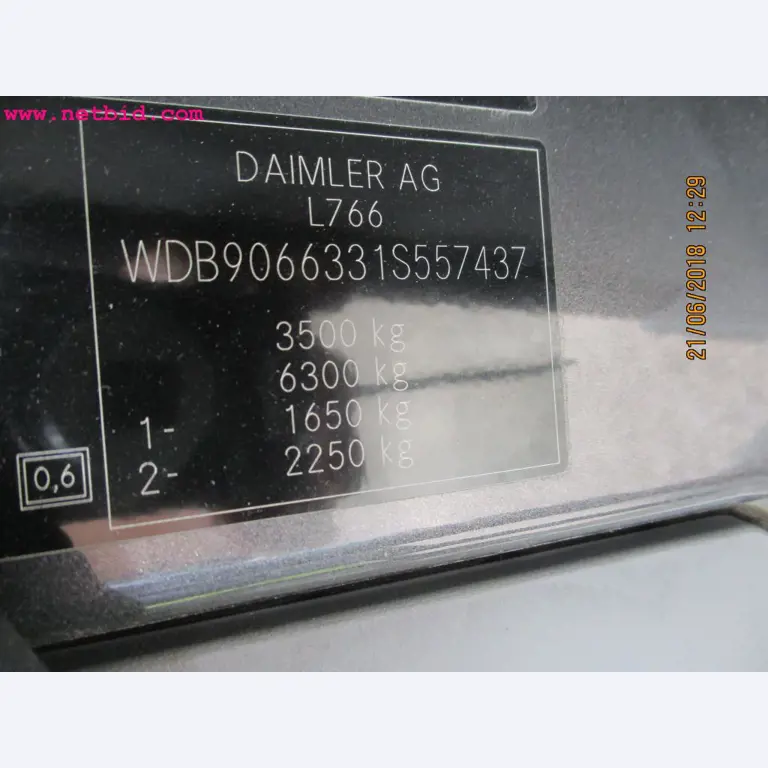 www.netbid.com
DAIMLER AG
L766
WDB9066331S557437
3500 kg
6300 kg
1- 1650 kg
2- 2250 kg
0,6
21/06/2018 12:29